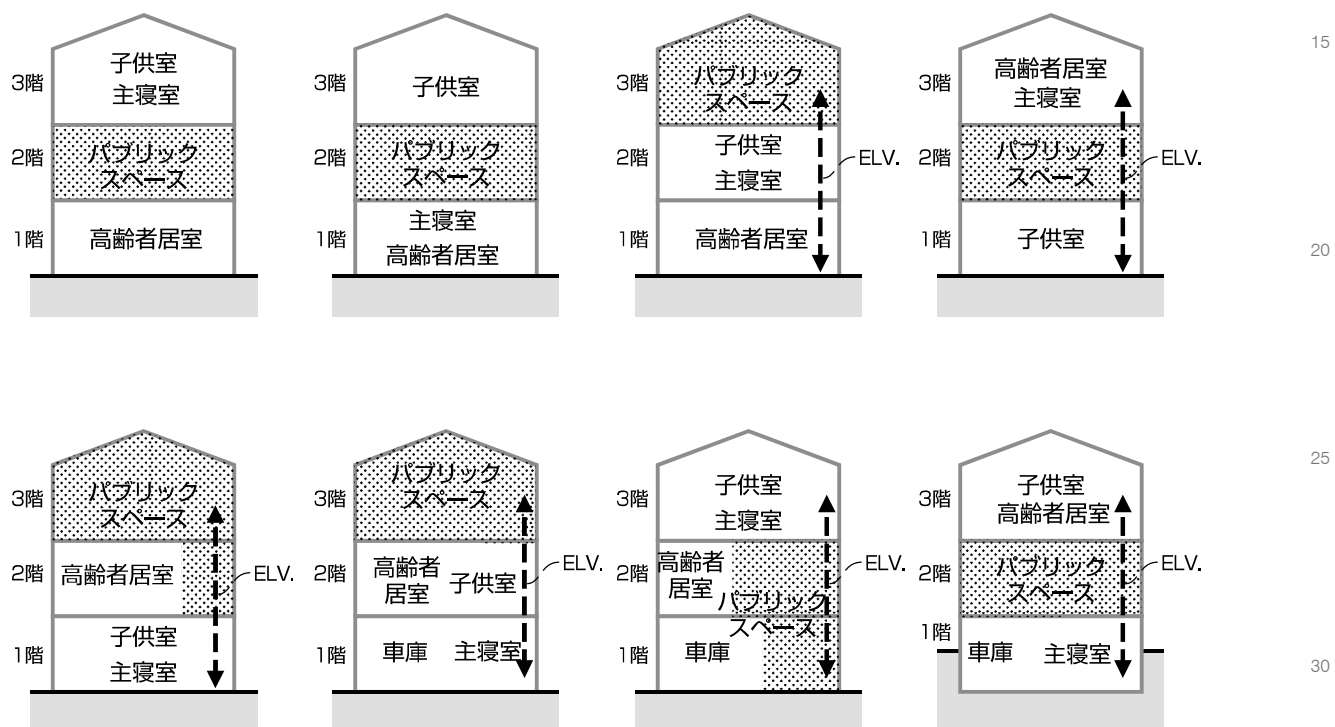 3階
子供室
主寝室
2階
パブリック
スペース
1階
高齢者居室
3階
子供室
2階
パブリック
スペース
1階
主寝室
高齢者居室
3階
パブリック
スペース
2階
子供室
主寝室
ELV.
1階
高齢者居室
3階
高齢者居室
主寝室
2階
パブリック
スペース
ELV.
1階
子供室
15
20
3階
パブリック
スペース
2階
高齢者居室
ELV.
1階
子供室
主寝室
3階
パブリック
スペース
2階
高齢者
居室
子供室
ELV.
1階
車庫
主寝室
3階
子供室
主寝室
2階
高齢者
居室
ELV.
パブリック
スペース
1階
車庫
3階
子供室
高齢者居室
2階
パブリック
スペース
ELV.
1階
車庫
主寝室
25
30